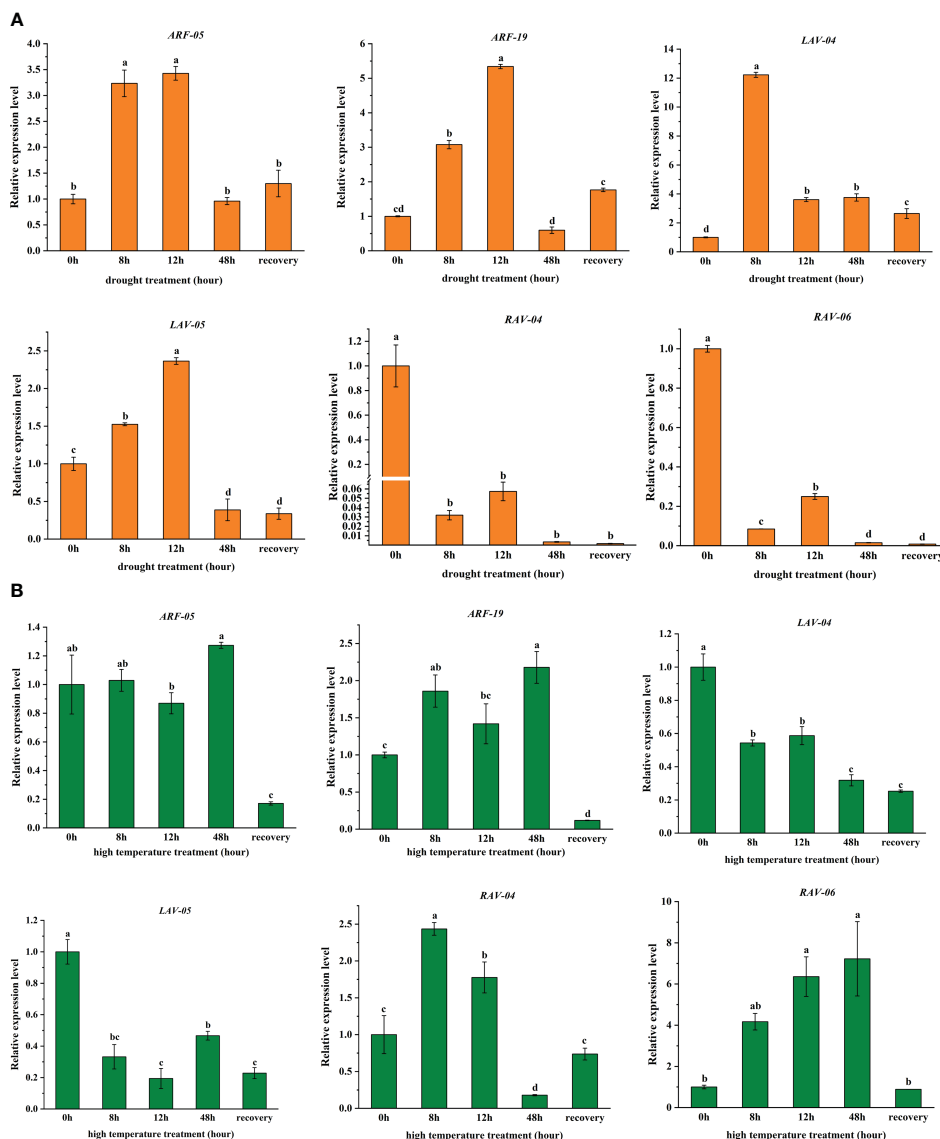 A
ARF-05
Relative expression level
4.0
3.5
3.0
2.5
2.0
1.5
1.0
0.5
0.0
b
a
a
b
b
0h 8h 12h 48h recovery
drought treatment (hour)
ARF-19
Relative expression level
6
5
4
3
2
1
0
cd
b
a
d
c
0h 8h 12h 48h recovery
drought treatment (hour)
LAV-04
Relative expression level
14
12
10
8
6
4
2
0
d
a
b
b
c
0h 8h 12h 48h recovery
drought treatment (hour)
LAV-05
Relative expression level
2.5
2.0
1.5
1.0
0.5
0.0
c
b
a
d
d
0h 8h 12h 48h recovery
drought treatment (hour)
RAV-04
Relative expression level
1.2
1.0
0.8
0.6
0.4
0.2
0.06
0.05
0.04
0.03
0.02
0.01
a
b
b
b
b
0h 8h 12h 48h recovery
drought treatment (hour)
RAV-06
Relative expression level
1.0
0.8
0.6
0.4
0.2
0.0
a
c
b
d
d
0h 8h 12h 48h recovery
drought treatment (hour)
B
ARF-05
Relative expression level
1.4
1.2
1.0
0.8
0.6
0.4
0.2
0.0
ab
ab
b
a
c
0h 8h 12h 48h recovery
high temperature treatment (hour)
ARF-19
Relative expression level
2.5
2.0
1.5
1.0
0.5
0.0
c
ab
bc
a
d
0h 8h 12h 48h recovery
high temperature treatment (hour)
LAV-04
Relative expression level
1.2
1.0
0.8
0.6
0.4
0.2
0.0
a
b
b
c
c
0h 8h 12h 48h recovery
high temperature treatment (hour)
LAV-05
Relative expression level
1.2
1.0
0.8
0.6
0.4
0.2
0.0
a
bc
c
b
c
0h 8h 12h 48h recovery
high temperature treatment (hour)
RAV-04
Relative expression level
2.5
2.0
1.5
1.0
0.5
0.0
c
a
b
d
c
0h 8h 12h 48h recovery
high temperature treatment (hour)
RAV-06
Relative expression level
10
8
6
4
2
0
b
ab
a
a
b
0h 8h 12h 48h recovery
high temperature treatment (hour)